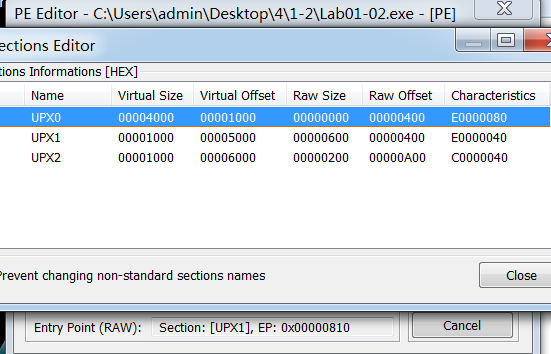 PE Editor - C:\Users\admin\Desktop\4\1-2\Lab01-02.exe - [PE]
ections Editor
tions Informations [HEX]
Name Virtual Size Virtual Offset Raw Size Raw Offset Characteristics
UPX0 00004000 00001000 00000000 00000400 E0000080
UPX1 00001000 00005000 00000600 00000400 E0000040
UPX2 00001000 00006000 00000200 00000A00 C0000040
Prevent changing non-standard sections names
Close
Entry Point (RAW): Section: [UPX1], EP: 0x00000810
Cancel